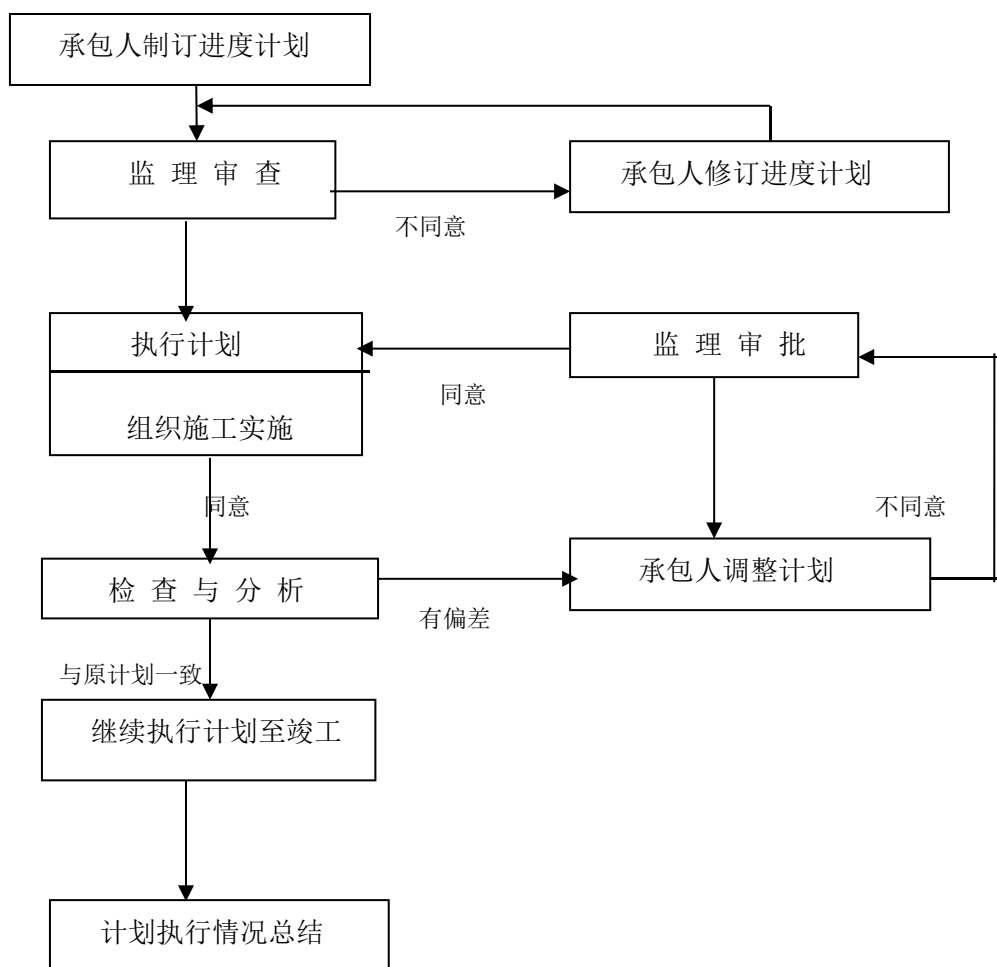 承包人制订进度计划
监 理 审 查
承包人修订进度计划
不同意
执行计划
监 理 审 批
同意
组织施工实施
同意
不同意
检 查 与 分 析
承包人调整计划
有偏差
与原计划一致
继续执行计划至竣工
计划执行情况总结